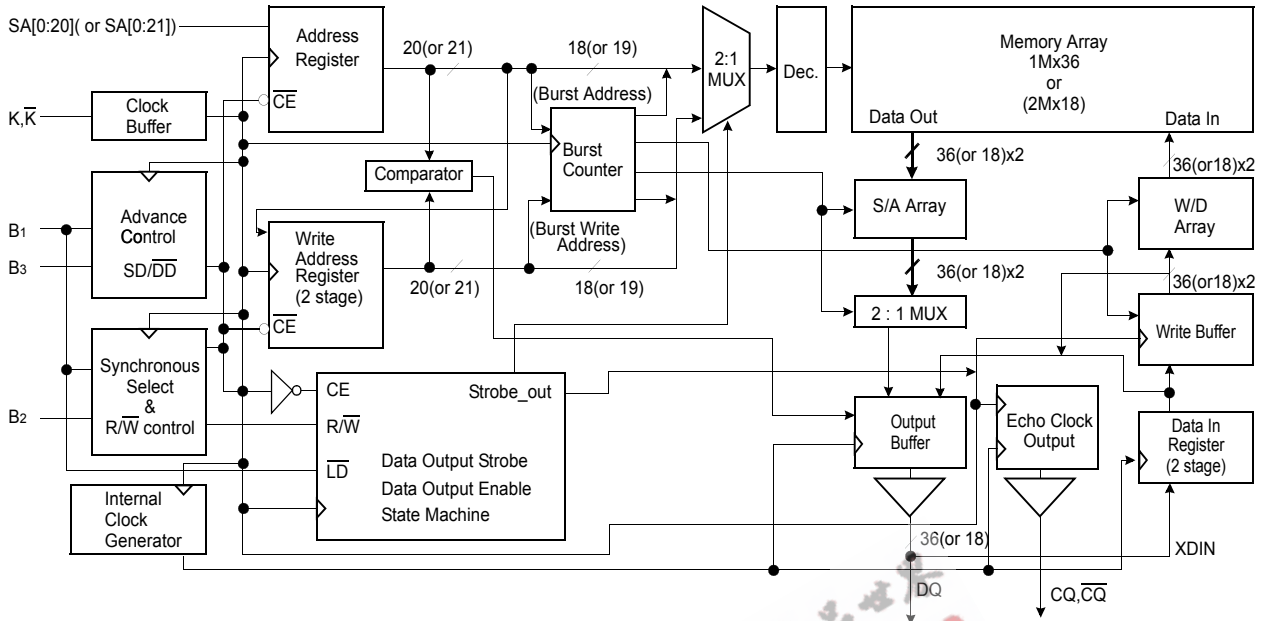 SA[0:20]( or SA[0:21])
Address
Register
C̅E̅
K,K̅
Clock
Buffer
20(or 21)
18(or 19)
(Burst Address)
2:1
MUX
Dec.
Memory Array
1Mx36
or
(2Mx18)
Data Out
Data In
36(or 18)x2
36(or18)x2
Comparator
Burst
Counter
(Burst Write
Address)
S/A Array
W/D
Array
B1
B3
Advance
Control
SD/D̅D̅
Write
Address
Register
(2 stage)
C̅E̅
20(or 21)
18(or 19)
36(or 18)x2
36(or18)x2
2 : 1 MUX
Write Buffer
B2
Synchronous
Select
&
R/W̅ control
CE
R/W̅
L̅D̅
Strobe_out
Data Output Strobe
Data Output Enable
State Machine
Output
Buffer
Echo Clock
Output
Data In
Register
(2 stage)
Internal
Clock
Generator
36(or 18)
XDIN
DQ
CQ,C̅Q̅